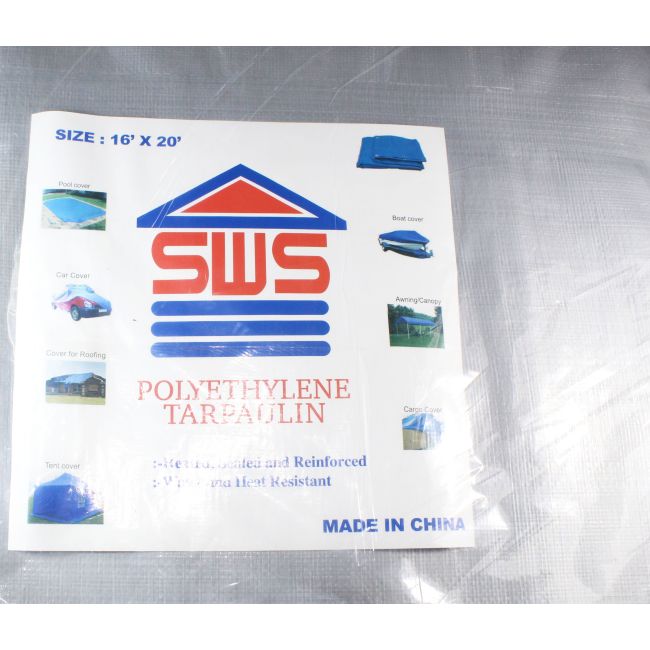 SIZE : 16' X 20'
Pool cover
Boat cover
SWS
Car Cover
Awning/Canopy
Cover for Roofing
POLYETHYLENE
TARPAULIN
Cargo Cover
Tent cover
and Reinforced
and Heat Resistant
MADE IN CHINA